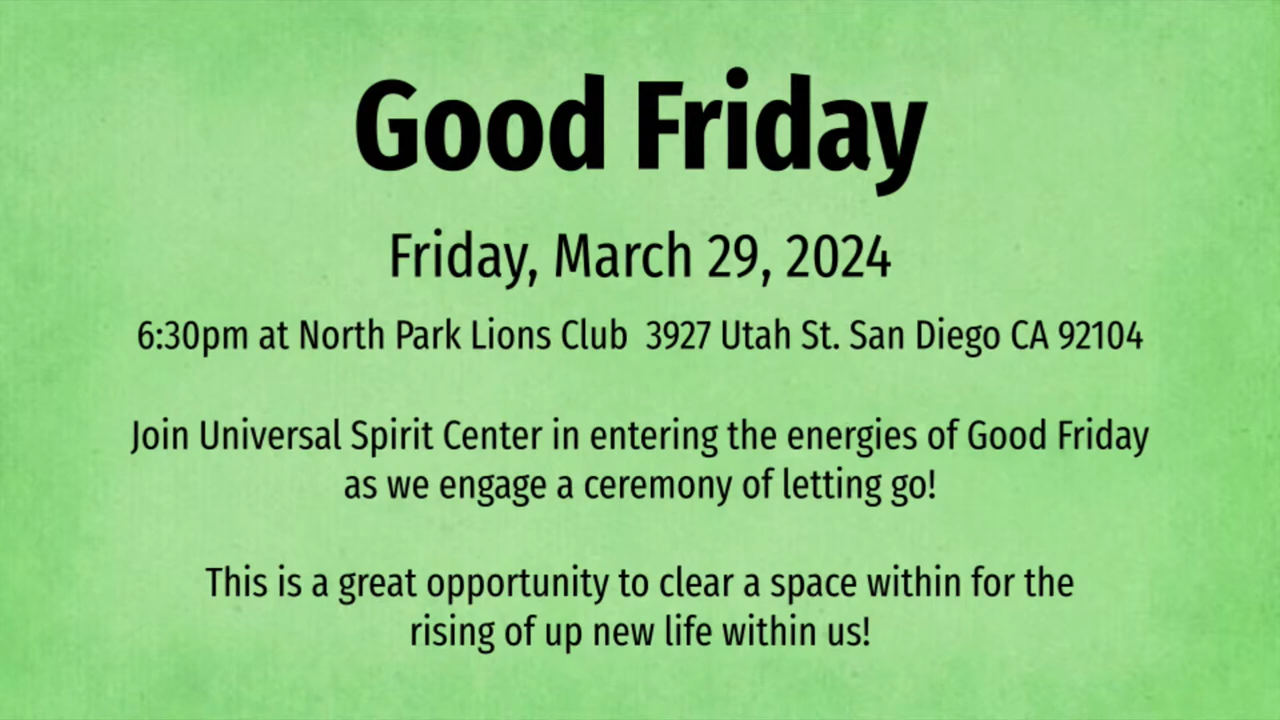 Good Friday
Friday, March 29, 2024
6:30pm at North Park Lions Club  3927 Utah St. San Diego CA 92104
Join Universal Spirit Center in entering the energies of Good Friday
as we engage a ceremony of letting go!
This is a great opportunity to clear a space within for the
rising of up new life within us!